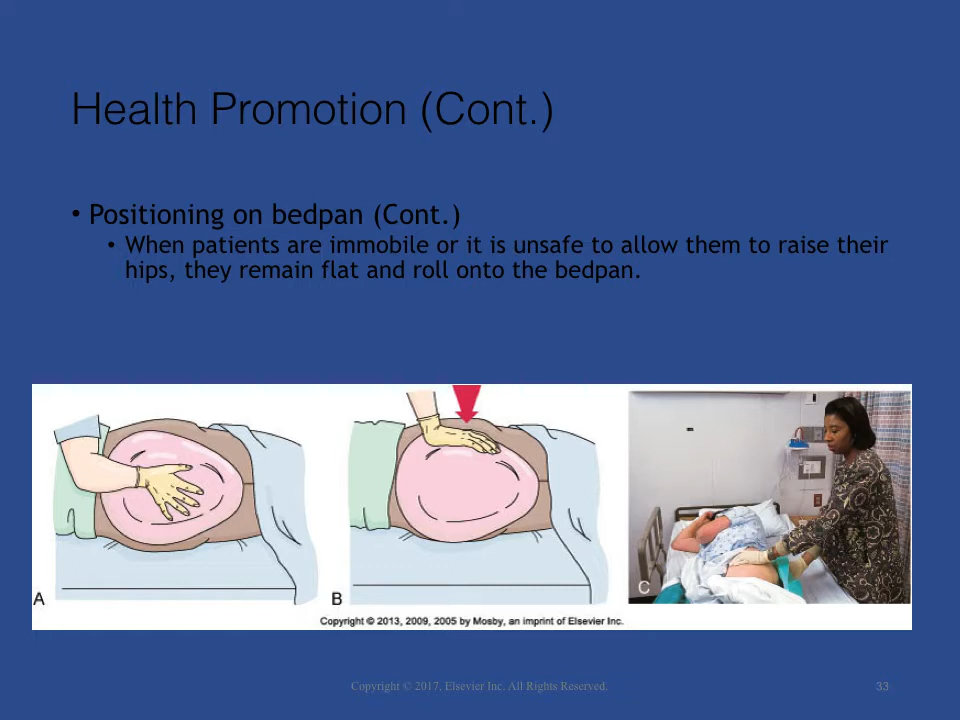 Health Promotion (Cont.)
• Positioning on bedpan (Cont.)
• When patients are immobile or it is unsafe to allow them to raise their
hips, they remain flat and roll onto the bedpan.
A
B
C
Copyright © 2013, 2009, 2005 by Mosby, an imprint of Elsevier Inc.
Copyright © 2017, Elsevier Inc. All Rights Reserved.
33